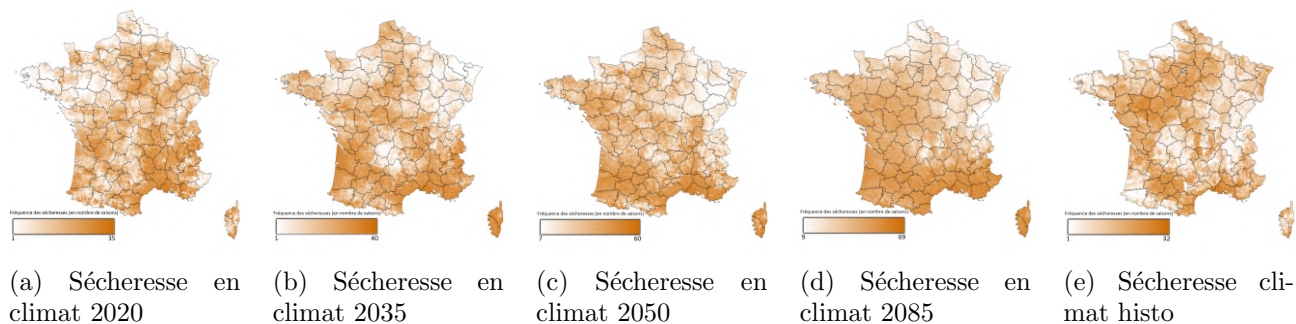 Fréquence des sécheresses (en nombre de saisons)
1 35
Fréquence des sécheresses (en nombre de saisons)
1 40
Fréquence des sécheresses (en nombre de saisons)
7 60
Fréquence des sécheresses (en nombre de saisons)
9 69
Fréquence des sécheresses (en nombre de saisons)
1 32
(a) Sécheresse en
climat 2020
(b) Sécheresse en
climat 2035
(c) Sécheresse en
climat 2050
(d) Sécheresse en
climat 2085
(e) Sécheresse cli-
mat histo